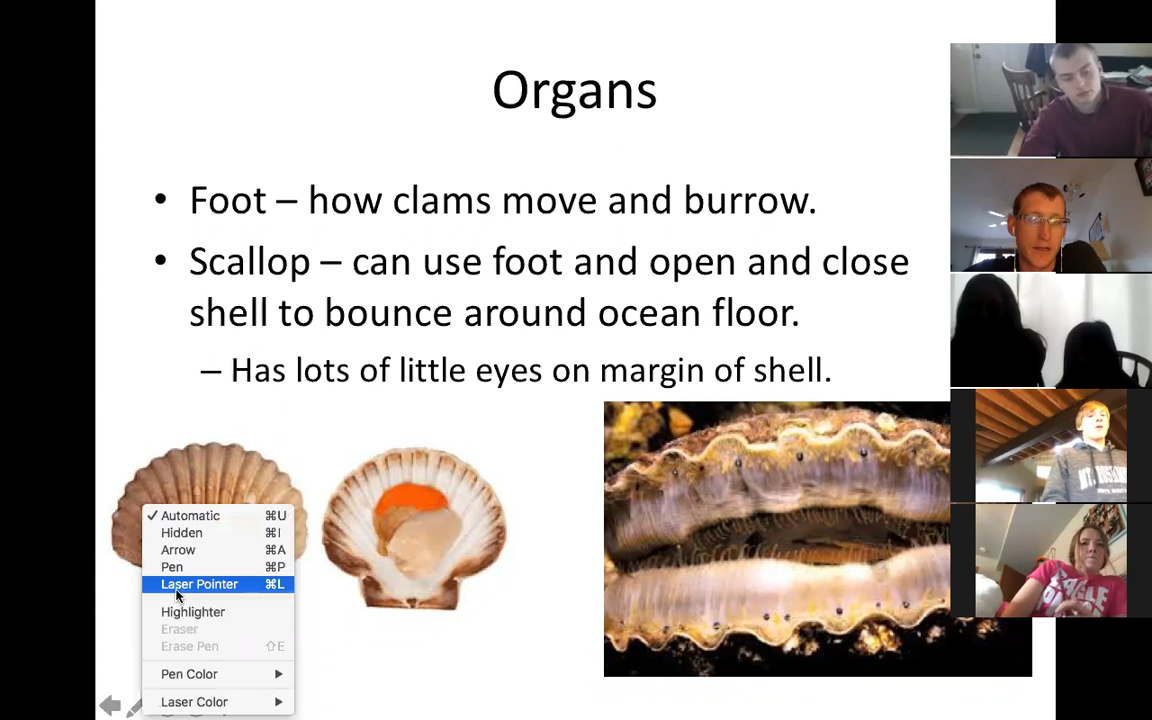 Organs
• Foot – how clams move and burrow.
• Scallop – can use foot and open and close
shell to bounce around ocean floor.
– Has lots of little eyes on margin of shell.
✓ Automatic ⌘U
Hidden ⌘I
Arrow ⌘A
Pen ⌘P
Laser Pointer ⌘L
Highlighter
Eraser
Erase Pen ⇧E
Pen Color ▶
Laser Color ▶